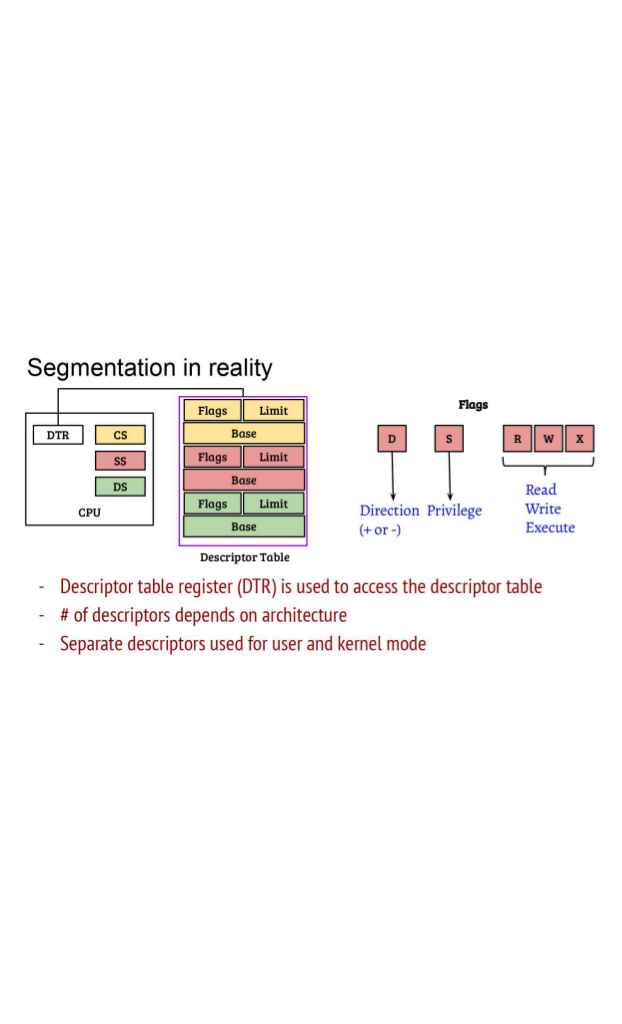 Segmentation in reality
DTR
CS
SS
DS
CPU
Flags Limit
Base
Flags Limit
Base
Flags Limit
Base
Descriptor Table
Flags
D
S
R W X
Direction
(+ or -)
Privilege
Read
Write
Execute
- Descriptor table register (DTR) is used to access the descriptor table
- # of descriptors depends on architecture
- Separate descriptors used for user and kernel mode